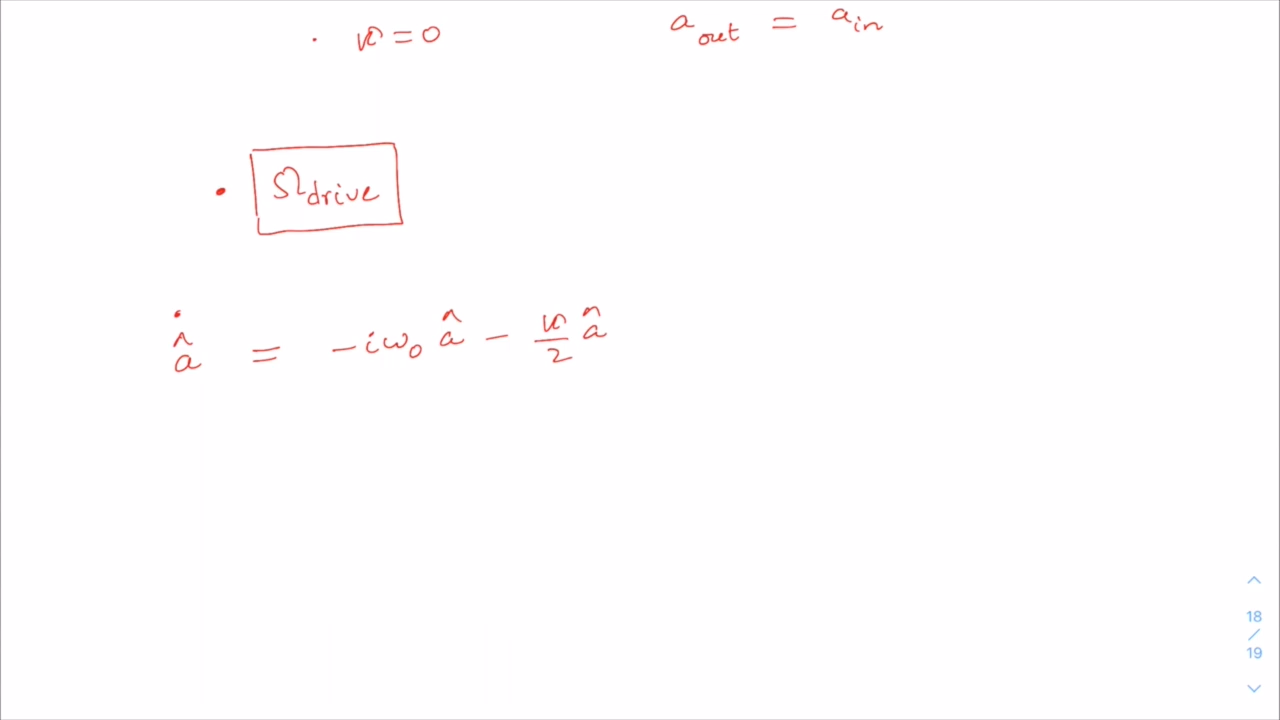 · κ = 0 a_out = a_in
• Ω_drive
â̇ = -iω₀ â - κ/2 â
18
/
19